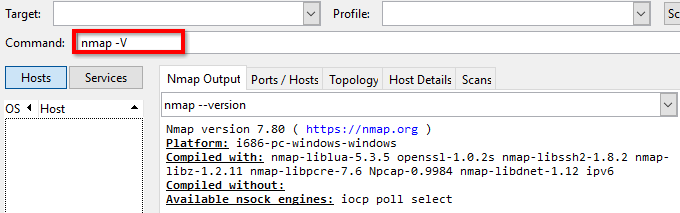 Target: Profile: Sc
Command: nmap -V
Hosts Services Nmap Output Ports / Hosts Topology Host Details Scans
OS Host nmap --version
Nmap version 7.80 ( https://nmap.org )
Platform: i686-pc-windows-windows
Compiled with: nmap-liblua-5.3.5 openssl-1.0.2s nmap-libssh2-1.8.2 nmap-
libz-1.2.11 nmap-libpcre-7.6 Npcap-0.9984 nmap-libdnet-1.12 ipv6
Compiled without:
Available nsock engines: iocp poll select